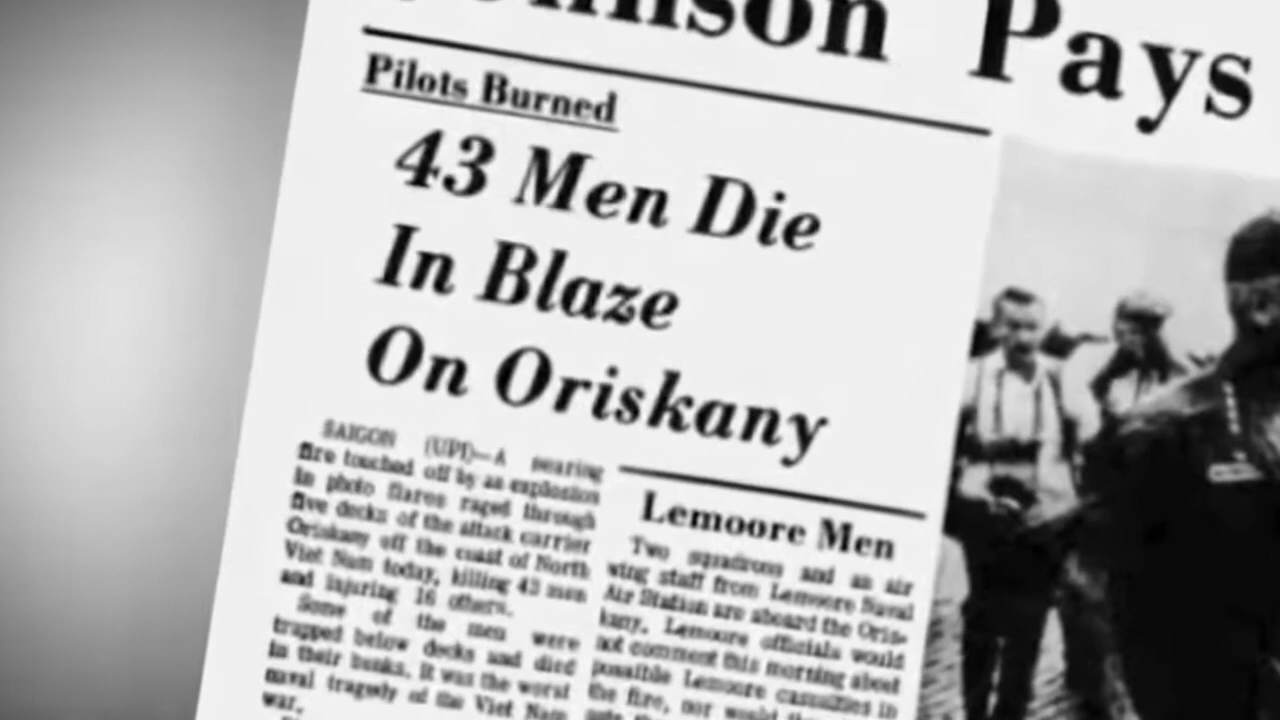 Johnson Pays
Pilots Burned
43 Men Die
In Blaze
On Oriskany
SAIGON (UPI)—A searing
fire touched off by an explosion
in photo flares raged through
five decks of the attack carrier
Oriskany off the coast of North
Viet Nam today, killing 43 men
and injuring 16 others.
Some of the men were
trapped below decks and died
in their bunks. It was the worst
naval tragedy of the Viet Nam
war.
Lemoore Men
Two squadrons and an air
wing staff from Lemoore Naval
Air Station are aboard the Oris-
kany. Lemoore officials would
not comment this morning about
possible Lemoore casualties in
the fire, nor would